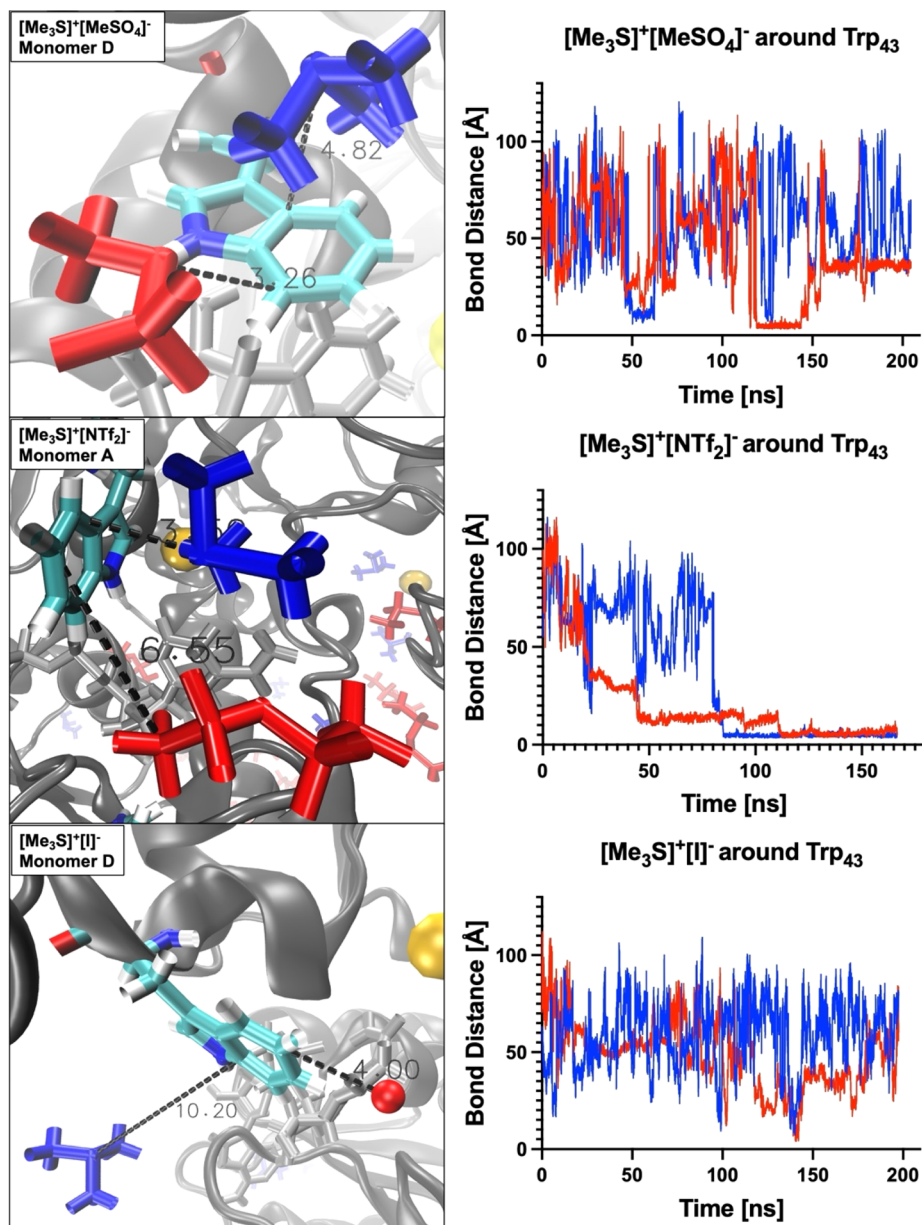 [Me₃S]⁺[MeSO₄]⁻
Monomer D
4.82
3.26
[Me₃S]⁺[MeSO₄]⁻ around Trp₄₃
Bond Distance [Å]
100
50
0
0 50 100 150 200
Time [ns]
[Me₃S]⁺[NTf₂]⁻
Monomer A
6.55
[Me₃S]⁺[NTf₂]⁻ around Trp₄₃
Bond Distance [Å]
100
50
0
0 50 100 150
Time [ns]
[Me₃S]⁺[I]⁻
Monomer D
4.00
10.20
[Me₃S]⁺[I]⁻ around Trp₄₃
Bond Distance [Å]
100
50
0
0 50 100 150 200
Time [ns]